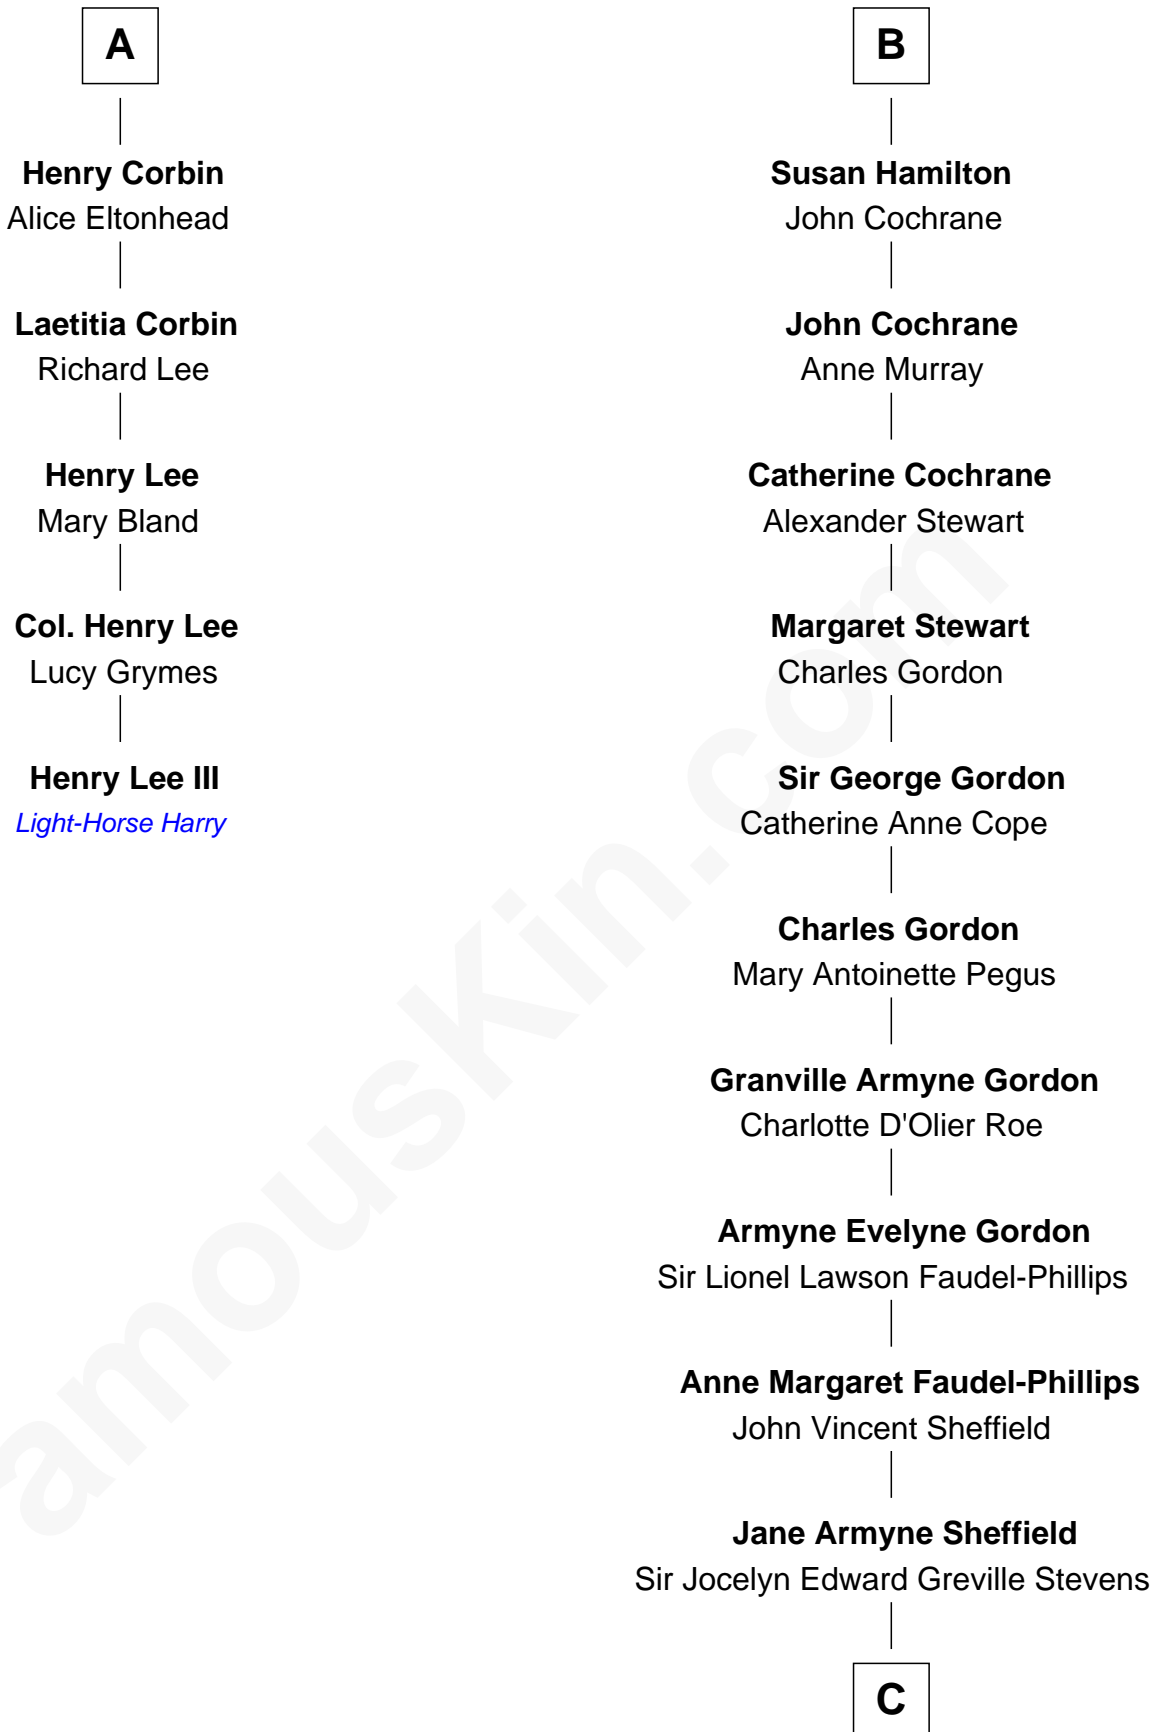 A
Henry Corbin
Alice Eltonhead
Laetitia Corbin
Richard Lee
Henry Lee
Mary Bland
Col. Henry Lee
Lucy Grymes
Henry Lee III
Light-Horse Harry
B
Susan Hamilton
John Cochrane
John Cochrane
Anne Murray
Catherine Cochrane
Alexander Stewart
Margaret Stewart
Charles Gordon
Sir George Gordon
Catherine Anne Cope
Charles Gordon
Mary Antoinette Pegus
Granville Armyne Gordon
Charlotte D'Olier Roe
Armyne Evelyne Gordon
Sir Lionel Lawson Faudel-Phillips
Anne Margaret Faudel-Phillips
John Vincent Sheffield
Jane Armyne Sheffield
Sir Jocelyn Edward Greville Stevens
C
amousKin.com